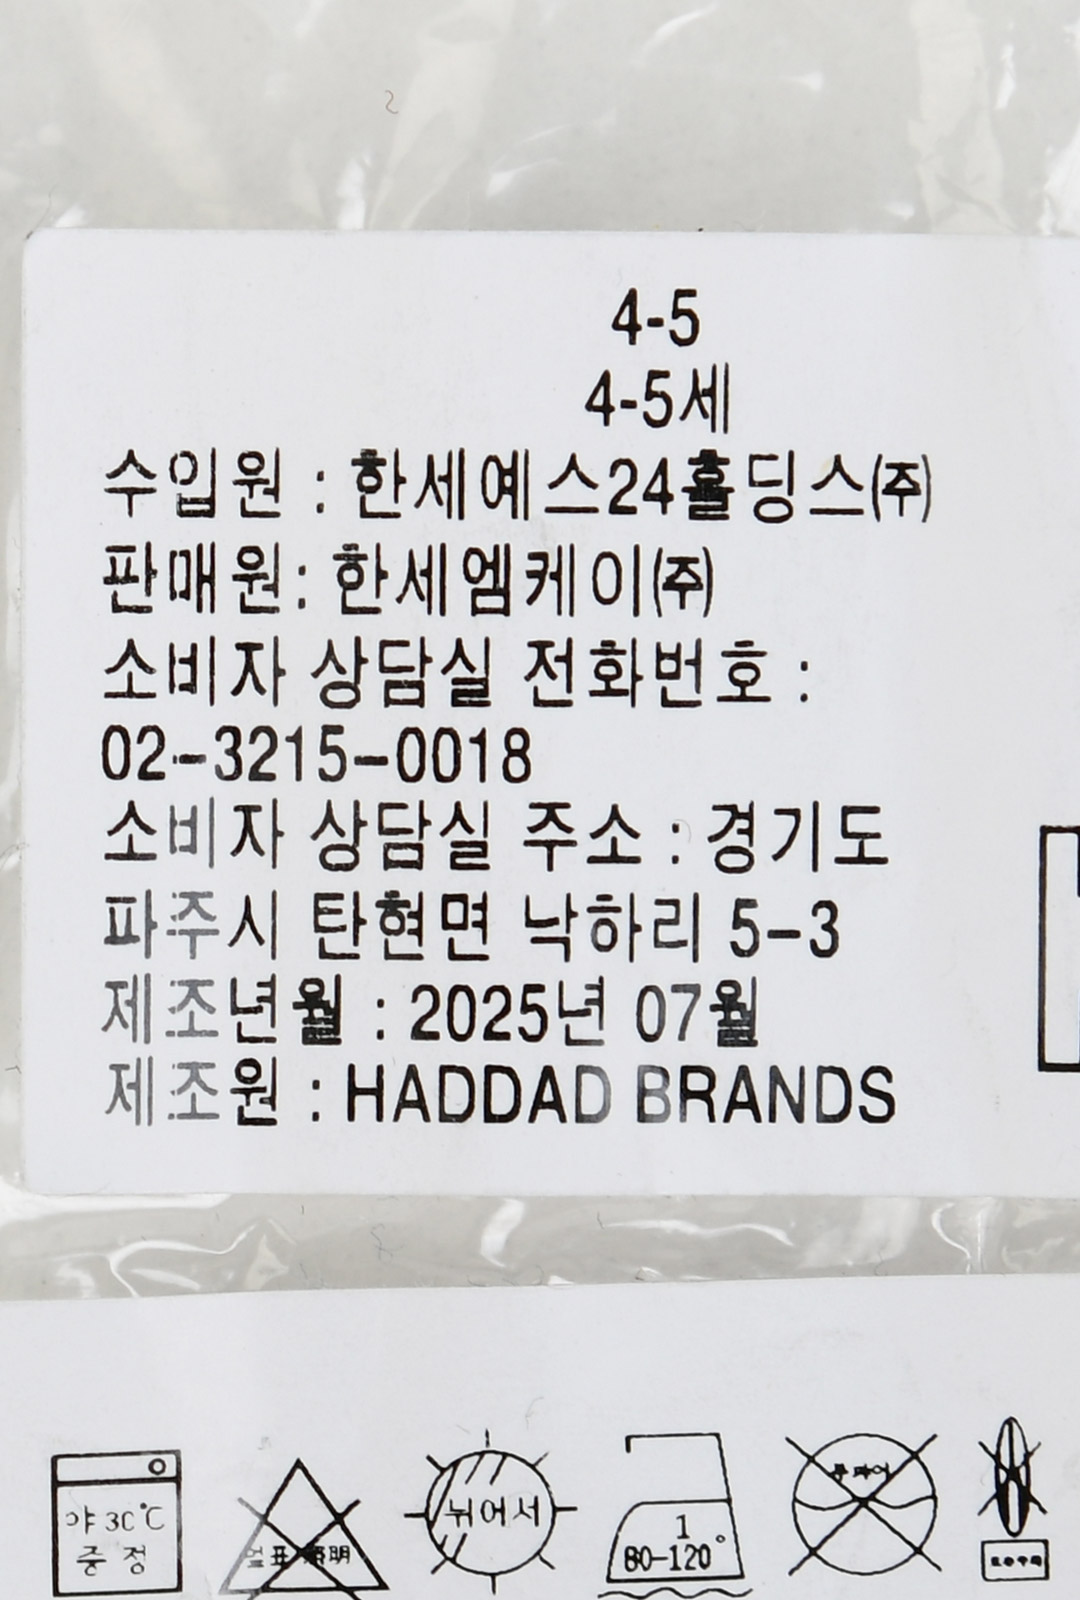 4-5
4-5세
수입원 : 한세예스24홀딩스㈜
판매원: 한세엠케이㈜
소비자 상담실 전화번호 :
02-3215-0018
소비자 상담실 주소 : 경기도
파주시 탄현면 낙하리 5-3
제조년월 : 2025년 07월
제조원 : HADDAD BRANDS
약 30℃
중 정
뉘어서
1
80-120°